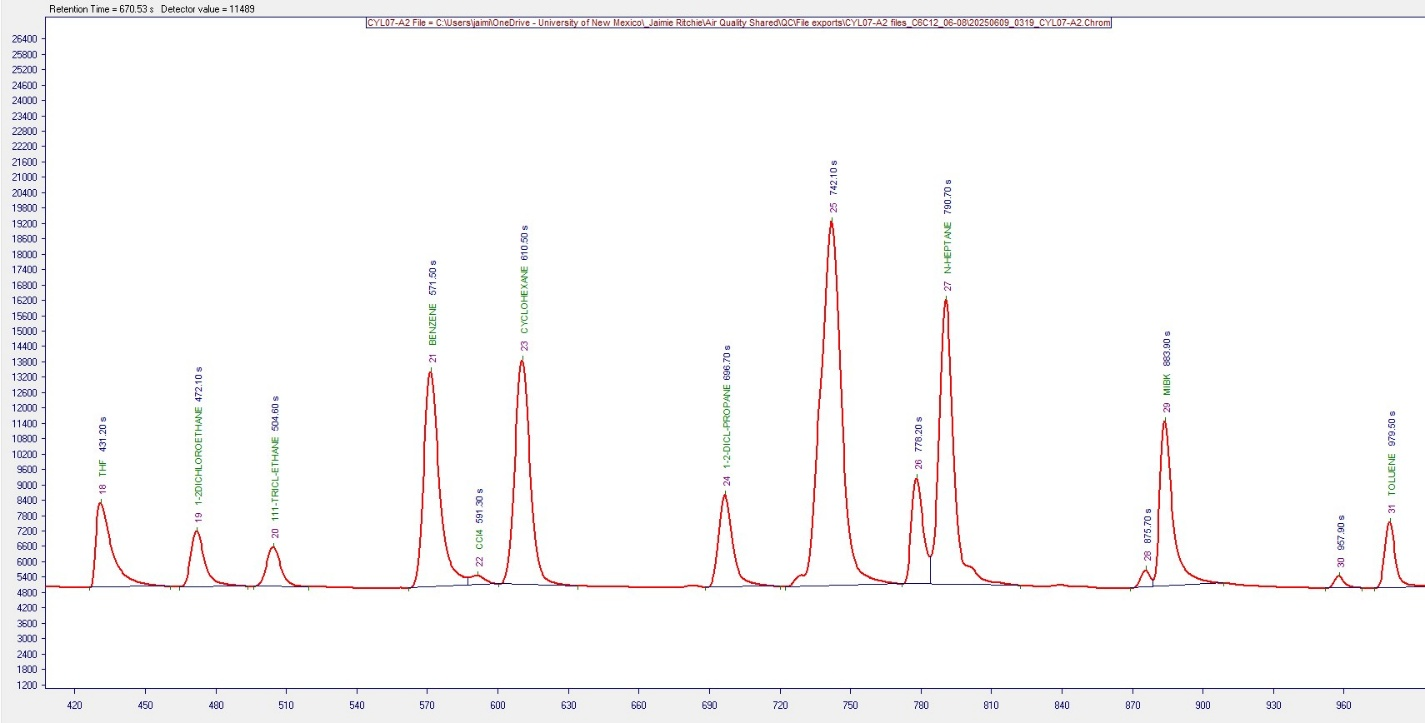 Retention Time = 670.53 s Detector value = 11489
CYL07-A2 File = C:\Users\jaimi\OneDrive - University of New Mexico\_Jaimie Ritchie\Air Quality Shared\QC\File exports\CYL07-A2 files_C6C12_06-08\20250609_0319_CYL07-A2.Chrom
26400
25800
25200
24600
24000
23400
22800
22200
21600
21000
20400
19800
19200
18600
18000
17400
16800
16200
15600
15000
14400
13800
13200
12600
12000
11400
10800
10200
9600
9000
8400
7800
7200
6600
6000
5400
4800
4200
3600
3000
2400
1800
1200
18 THF 431.20 s
19 1-2DICHLOROETHANE 472.10 s
20 111-TRICL-ETHANE 504.60 s
21 BENZENE 571.50 s
22 CCl4 591.30 s
23 CYCLOHEXANE 610.50 s
24 1-2-DICL-PROPANE 696.70 s
25 742.10 s
26 778.20 s
27 N-HEPTANE 790.70 s
28 875.70 s
29 MIBK 883.90 s
30 957.90 s
31 TOLUENE 979.50 s
420 450 480 510 540 570 600 630 660 690 720 750 780 810 840 870 900 930 960